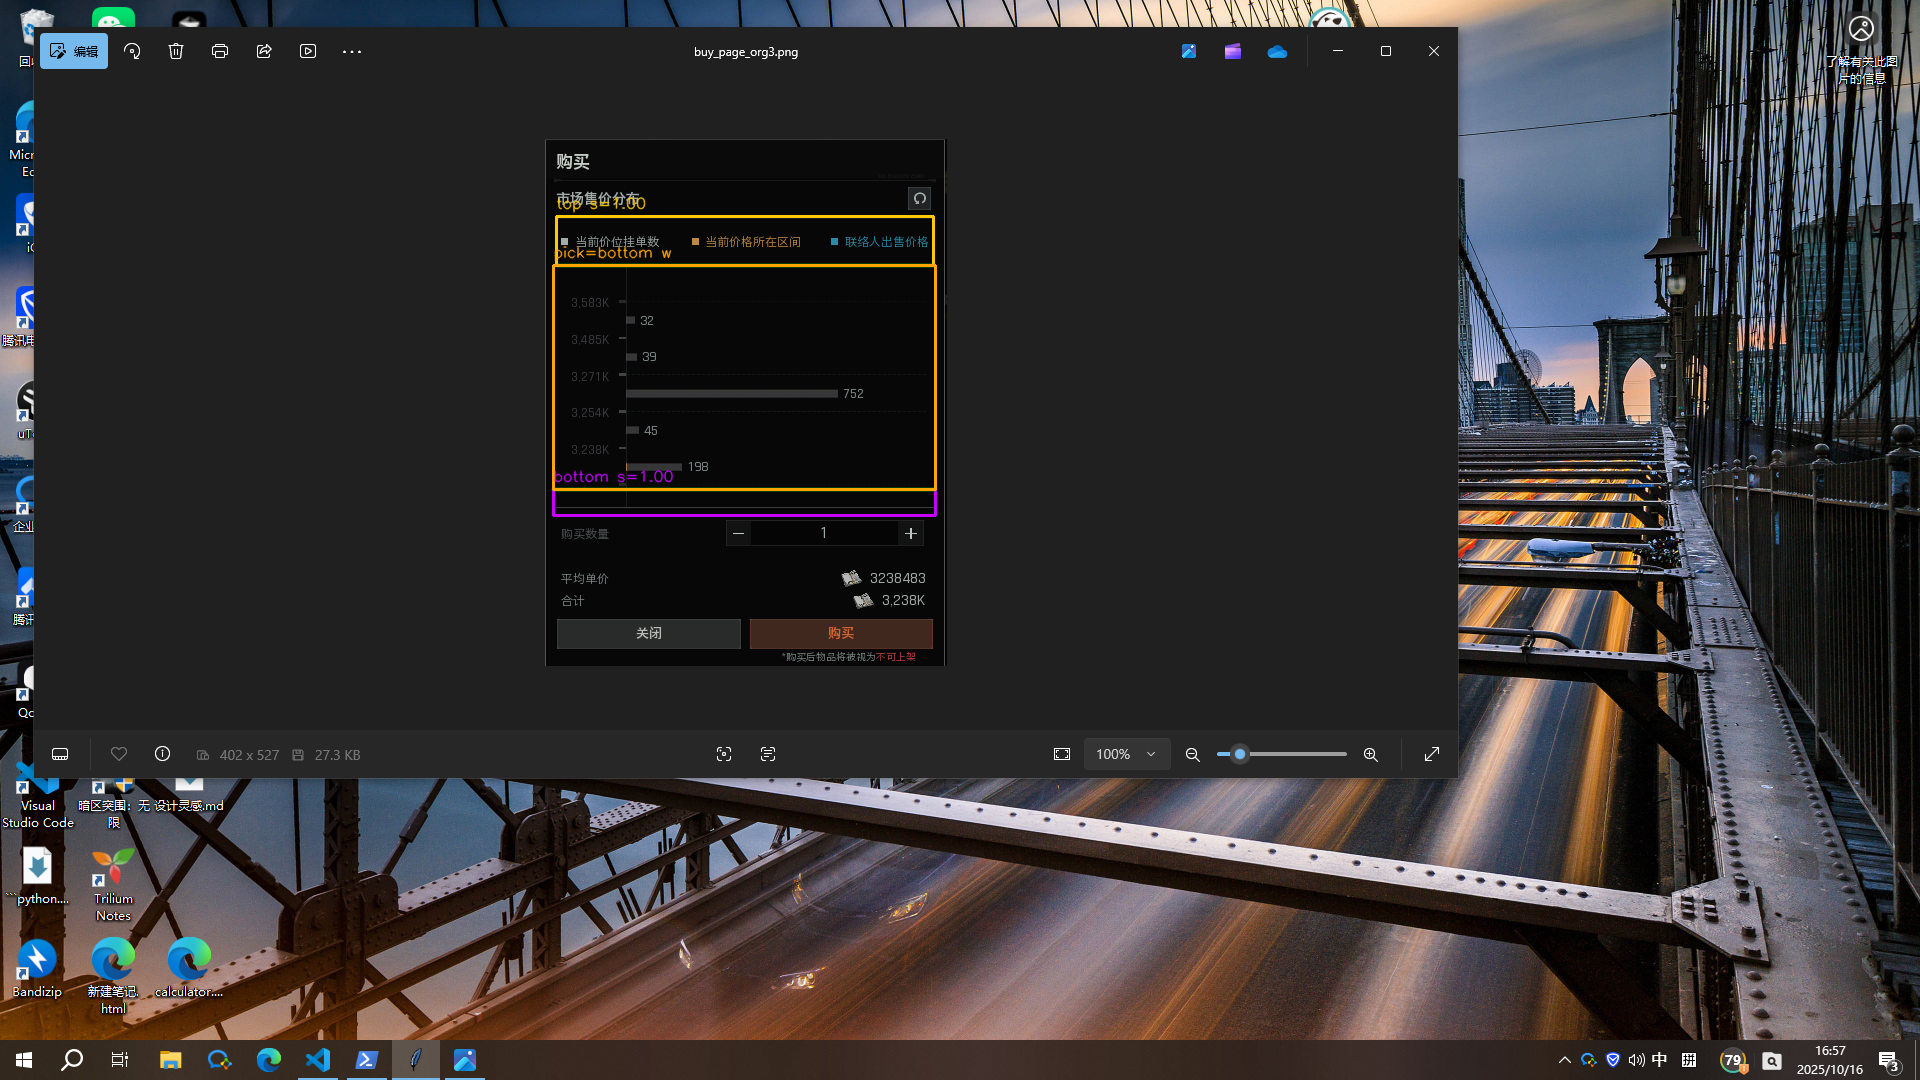 编辑
buy_page_org3.png
了解有关此图
片的信息
购买
市场售价分布
top s=1.00
当前价位挂单数
当前价格所在区间
联络人出售价格
pick=bottom w
3,583K
32
3,485K
39
3,271K
752
3,254K
45
3,238K
198
bottom s=1.00
购买数量
1
平均单价
3238483
合计
3,238K
关闭
购买
*购买后物品将被视为不可上架
402 x 527
27.3 KB
100%
Visual
Studio Code
暗区突围：无
限
设计灵感.md
```python....
Trilium
Notes
Bandizip
新建笔记.
html
calculator....
中
拼
79
16:57
2025/10/16
3